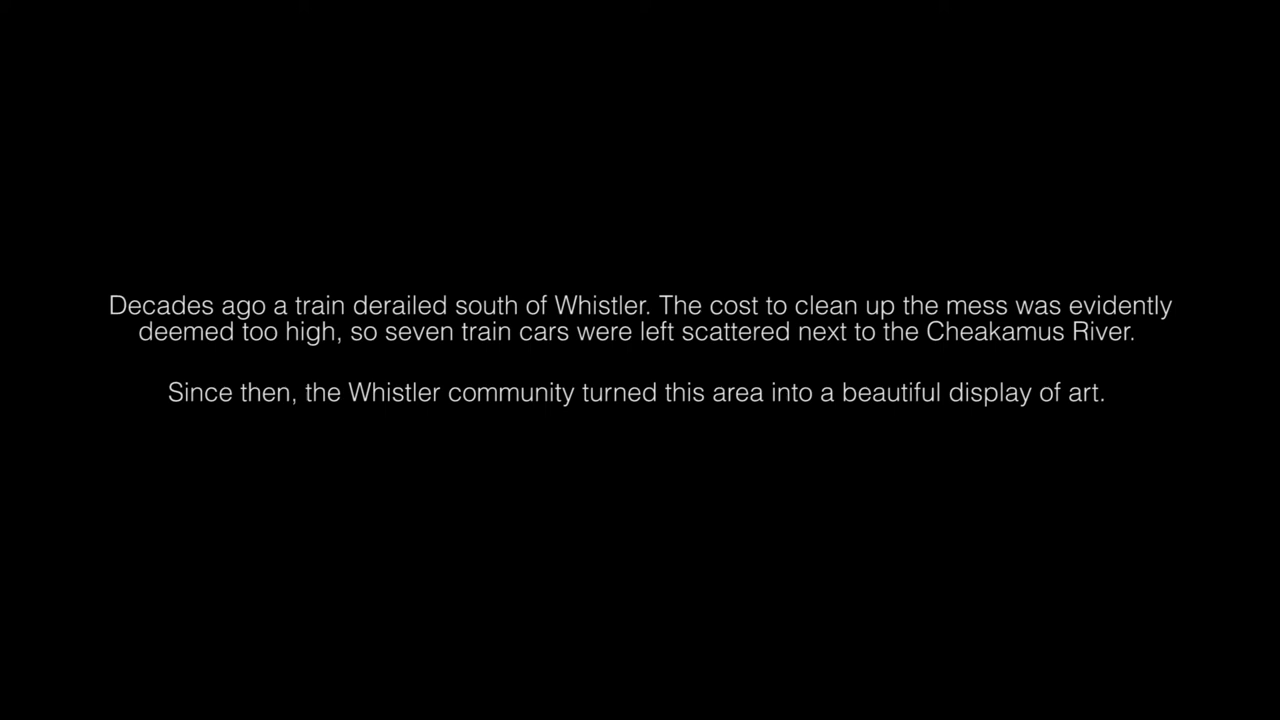 Decades ago a train derailed south of Whistler. The cost to clean up the mess was evidently
deemed too high, so seven train cars were left scattered next to the Cheakamus River.
Since then, the Whistler community turned this area into a beautiful display of art.